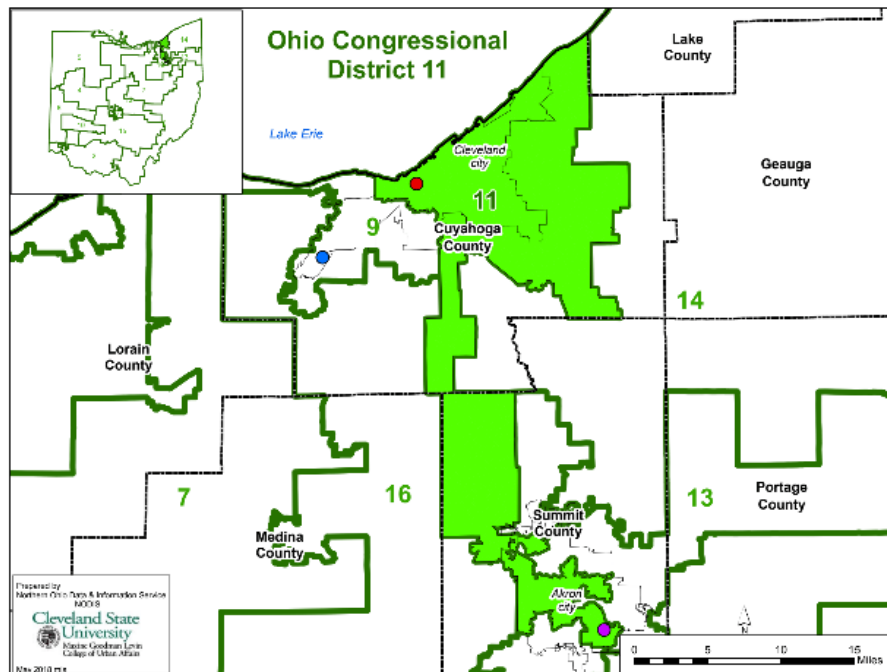 Ohio Congressional
District 11
Lake
County
Lake Erie
Cleveland
city
Geauga
County
11
9
Cuyahoga
County
14
Lorain
County
7
16
13
Portage
County
Summit
County
Medina
County
Akron
city
Prepared by
Northern Ohio Data & Information Service
NODIS
Cleveland State
University
Maxine Goodman Levin
College of Urban Affairs
May 2018
N
0 5 10 15
Miles